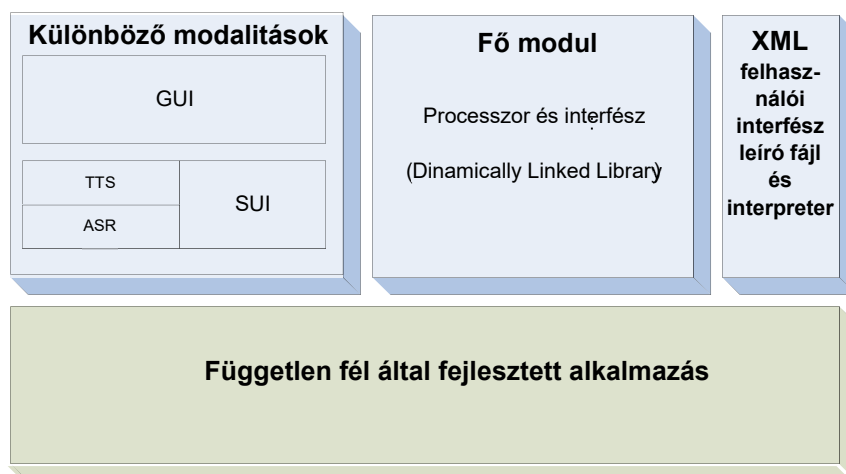 Különböző modalitások
GUI
TTS
ASR
SUI
Fő modul
Processzor és interfész
(Dinamically Linked Library)
XML
felhasz-
nálói
interfész
leíró fájl
és
interpreter
Független fél által fejlesztett alkalmazás